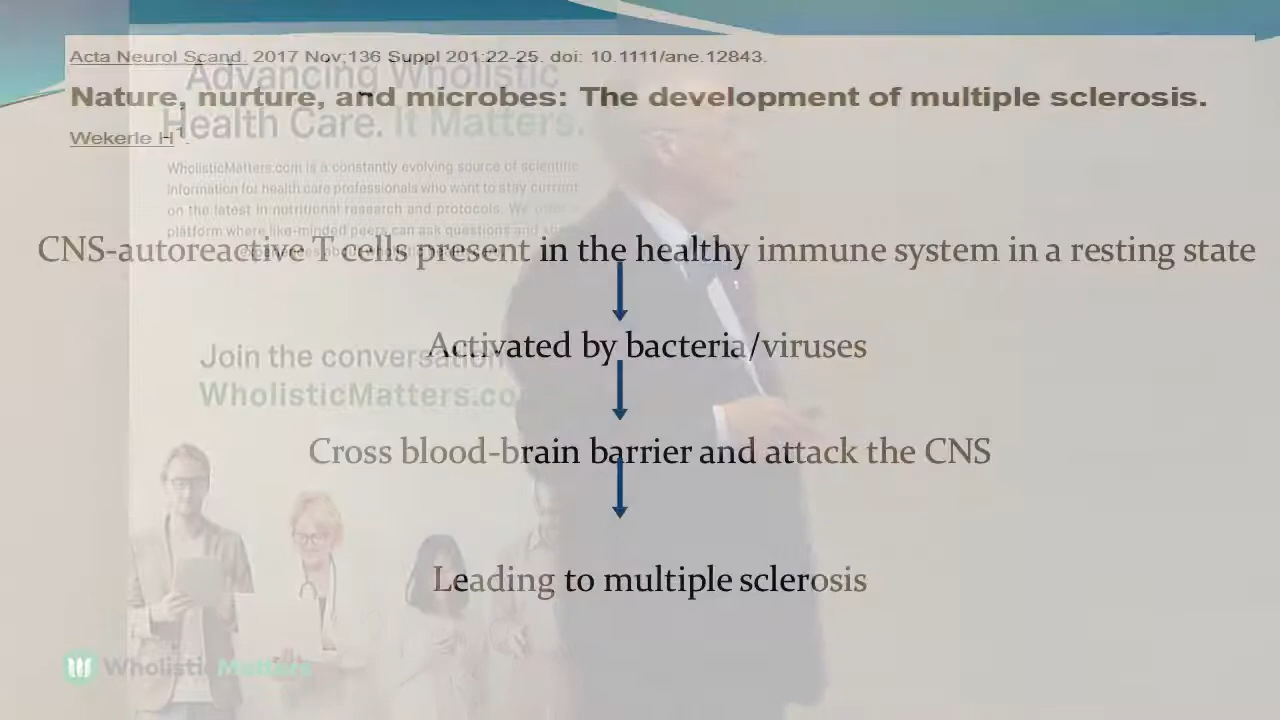 Acta Neurol Scand. 2017 Nov;136 Suppl 201:22-25. doi: 10.1111/ane.12843.
Advancing Wholistic
Nature, nurture, and microbes: The development of multiple sclerosis.
Health Care. It Matters.
Wekerle H1.
WholisticMatters.com is a constantly evolving source of scientific
information for health care professionals who want to stay current
on the latest in nutritional research and protocols. We
platform where like-minded peers can ask questions and
CNS-autoreactive T cells present in the healthy immune system in a resting state
Activated by bacteria/viruses
Join the conversation
WholisticMatters.co
Cross blood-brain barrier and attack the CNS
Leading to multiple sclerosis
WholisticMatters